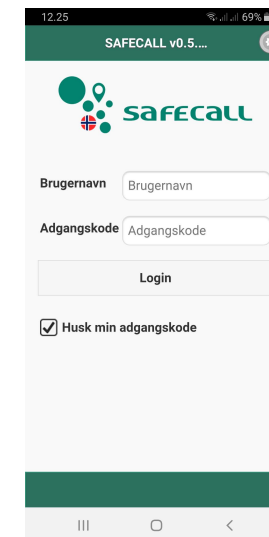 12.25 69%
SAFECALL v0.5....
SAFECALL
Brugernavn Brugernavn
Adgangskode Adgangskode
Login
Husk min adgangskode